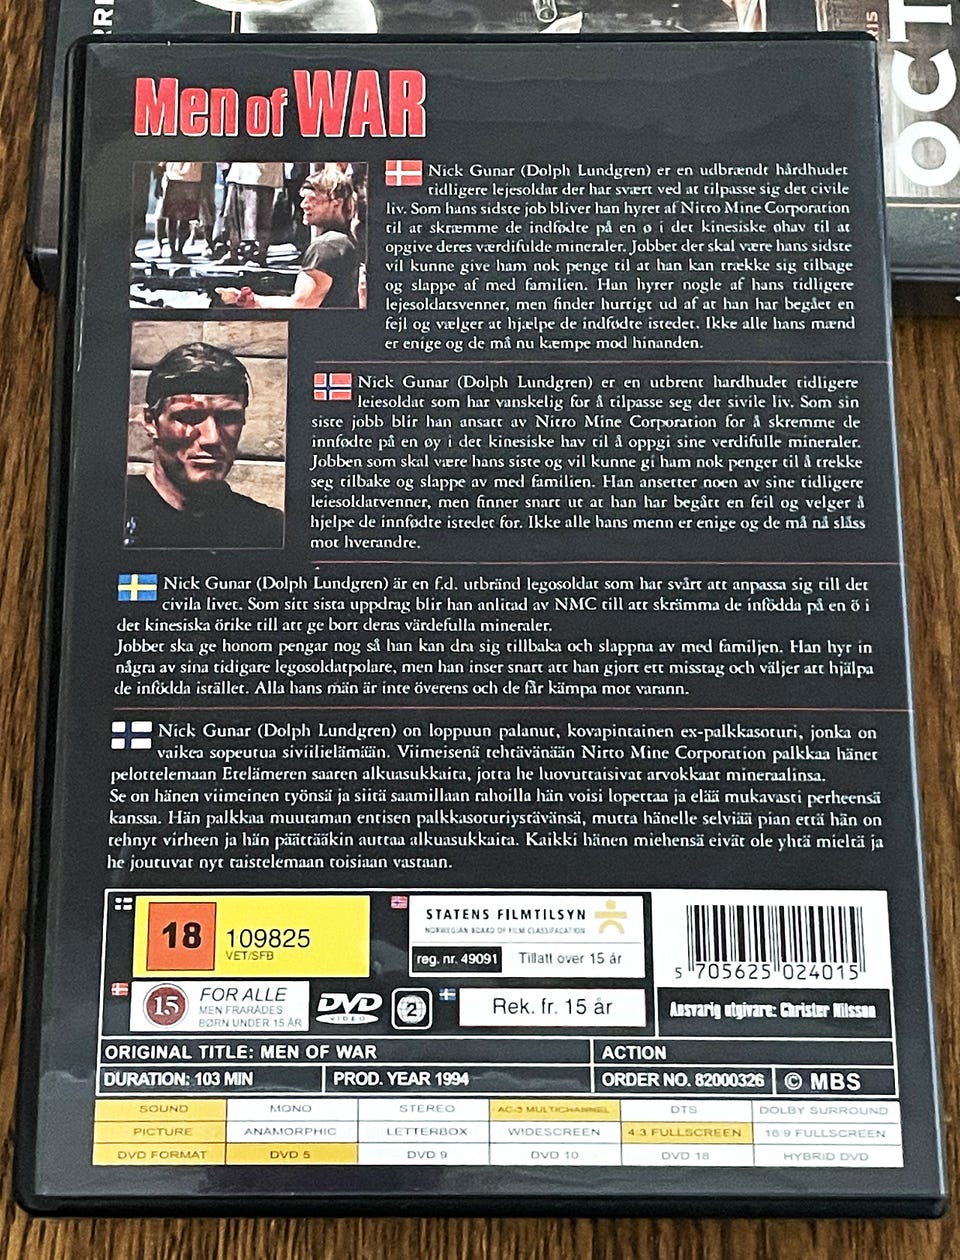 OCT
Men of WAR
Nick Gunar (Dolph Lundgren) er en udbrændt hårdhudet
tidligere lejesoldat der har svært ved at tilpasse sig det civile
liv. Som hans sidste job bliver han hyret af Nitro Mine Corporation
til at skræmme de indfødte på en ø i det kinesiske øhav til at
opgive deres værdifulde mineraler. Jobbet der skal være hans sidste
vil kunne give ham nok penge til at han kan trække sig tilbage
og slappe af med familien. Han hyrer nogle af hans tidligere
lejesoldatsvenner, men finder hurtigt ud af at han har begået en
fejl og vælger at hjælpe de indfødte istedet. Ikke alle hans mænd
er enige og de må nu kæmpe mod hinanden.
Nick Gunar (Dolph Lundgren) er en utbrent hardhudet tidligere
leiesoldat som har vanskelig for å tilpasse seg det sivile liv. Som sin
siste jobb blir han ansatt av Nitro Mine Corporation for å skremme de
innfødte på en øy i det kinesiske hav til å oppgi sine verdifulle mineraler.
Jobben som skal være hans siste og vil kunne gi ham nok penger til å trekke
seg tilbake og slappe av med familien. Han ansetter noen av sine tidligere
leiesoldatvenner, men finner snart ut at han har begått en feil og velger å
hjelpe de innfødte istedet for. Ikke alle hans menn er enige og de må nå slåss
mot hverandre.
Nick Gunar (Dolph Lundgren) är en f.d. utbränd legosoldat som har svårt att anpassa sig till det
civila livet. Som sitt sista uppdrag blir han anlitad av NMC till att skrämma de infödda på en ö i
det kinesiska örike till att ge bort deras värdefulla mineraler.
Jobbet ska ge honom pengar nog så han kan dra sig tillbaka och slappna av med familjen. Han hyr in
några av sina tidigare legosoldatpolare, men han inser snart att han gjort ett misstag och väljer att hjälpa
de infödda istället. Alla hans män är inte överens och de får kämpa mot varann.
Nick Gunar (Dolph Lundgren) on loppuun palanut, kovapintainen ex-palkkasoturi, jonka on
vaikea sopeutua siviilielämään. Viimeisenä tehtävänään Nitro Mine Corporation palkkaa hänet
pelottelemaan Etelämeren saaren alkuasukkaita, jotta he luovuttaisivat arvokkaat mineraalinsa.
Se on hänen viimeinen työnsä ja siitä saamillaan rahoilla hän voisi lopettaa ja elää mukavasti perheensä
kanssa. Hän palkkaa muutaman entisen palkkasoturiystävänsä, mutta hänelle selviää pian että hän on
tehnyt virheen ja hän päättääkin auttaa alkuasukkaita. Kaikki hänen miehensä eivät ole yhtä mieltä ja
he joutuvat nyt taistelemaan toisiaan vastaan.
18 109825
VET/SFB
STATENS FILMTILSYN
NORWEGIAN BOARD OF FILM CLASSIFICATION
reg. nr. 49091 Tillatt over 15 år
5 705625 024015
15 FOR ALLE
MEN FRARÅDES
BØRN UNDER 15 ÅR
DVD
VIDEO
2
Rek. fr. 15 år
Ansvarig utgivare: Christer Nilsson
ORIGINAL TITLE: MEN OF WAR ACTION
DURATION: 103 MIN PROD. YEAR 1994 ORDER NO. 82000326 © MBS
SOUND MONO STEREO AC-3 MULTICHANNEL DTS DOLBY SURROUND
PICTURE ANAMORPHIC LETTERBOX WIDESCREEN 4:3 FULLSCREEN 16:9 FULLSCREEN
DVD FORMAT DVD 5 DVD 9 DVD 10 DVD 18 HYBRID DVD